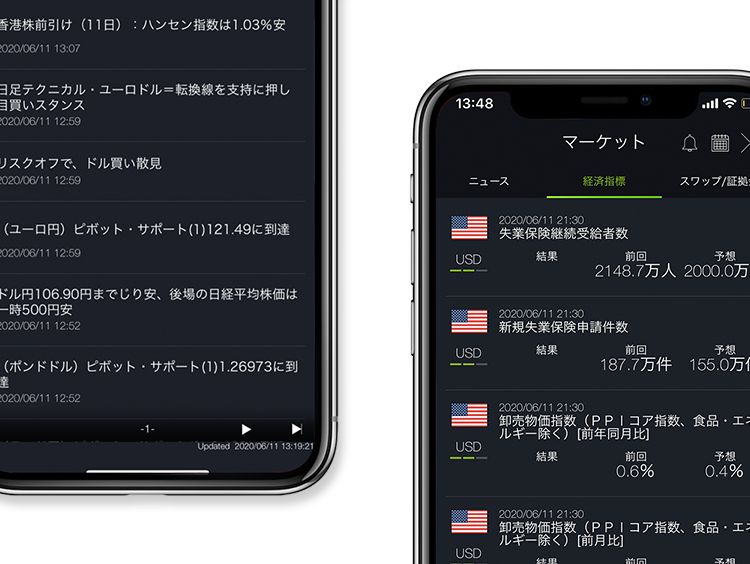 香港株前引け（11日）：ハンセン指数は1.03%安
2020/06/11 13:07
日足テクニカル・ユーロドル＝転換線を支持に押し
目買いスタンス
2020/06/11 12:59
リスクオフで、ドル買い散見
2020/06/11 12:59
（ユーロ円）ピボット・サポート(1)121.49に到達
2020/06/11 12:59
ドル円106.90円までじり安、後場の日経平均株価は
一時500円安
2020/06/11 12:52
（ポンドドル）ピボット・サポート(1)1.26973に到
達
2020/06/11 12:52
-1-
Updated 2020/06/11 13:19:21
13:48
マーケット
ニュース 経済指標 スワップ/証拠
2020/06/11 21:30
失業保険継続受給者数
USD 結果 前回 予想
2148.7万人 2000.0万
2020/06/11 21:30
新規失業保険申請件数
USD 結果 前回 予想
187.7万件 155.0万
2020/06/11 21:30
卸売物価指数（ＰＰＩコア指数、食品・エネ
ルギー除く）[前年同月比]
USD 結果 前回 予想
0.6% 0.4%
2020/06/11 21:30
卸売物価指数（ＰＰＩコア指数、食品・エネ
ルギー除く）[前月比]
USD 結果 前回 予想